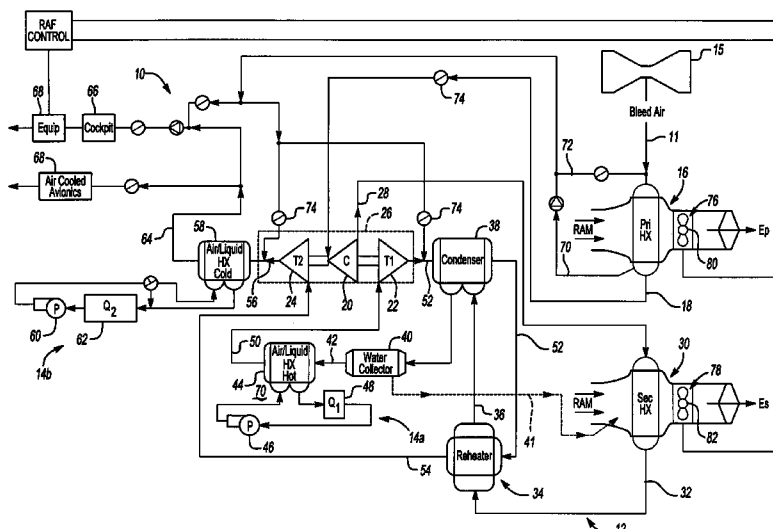 RAF
CONTROL
15
10
74
68
66
Equip
Cockpit
Bleed Air
11
72
16
68
Air Cooled
Avionics
28
26
74
74
38
76
58
64
Air/Liquid
HX
Cold
T2
C
T1
Condenser
RAM
Pri
HX
Ep
80
70
56
24
20
22
52
18
60
P
Q2
62
14b
50
42
40
52
30
78
44
Air/Liquid
HX
Hot
70
Water
Collector
48
Q1
14a
36
41
RAM
Sec
HX
Es
82
P
46
54
Reheater
34
32
12